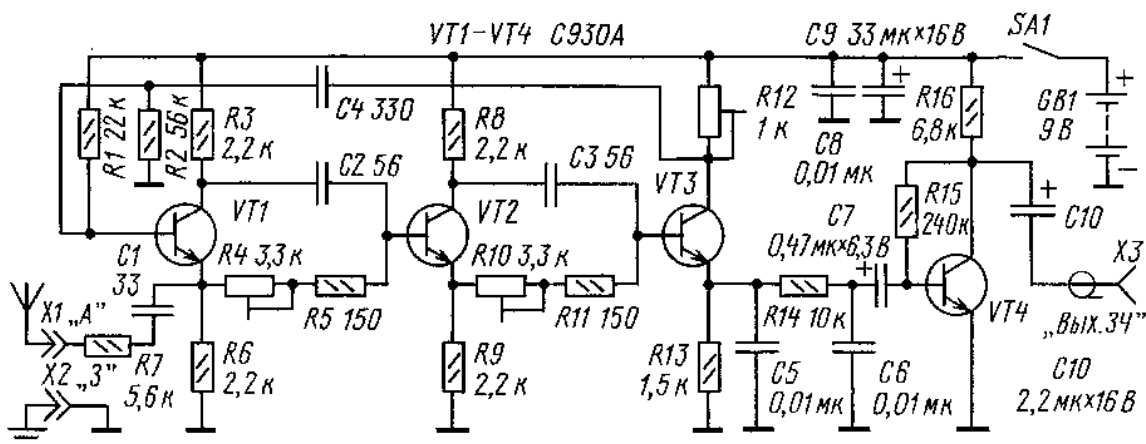 VT1-VT4 C930A
C9 33 мк×16 В
SA1
R1 22 к
R2 56 к
R3
2,2 к
C4 330
R8
2,2 к
R12
1 к
C8
0,01 мк
R16
6,8 к
GB1
9 В
C2 56
C3 56
VT1
VT2
VT3
R15
240к
C7
0,47 мк×6,3 В
C10
X3
C1
33
R4 3,3 к
R5 150
R10 3,3 к
R11 150
R14 10 к
VT4
„Вых. ЗЧ"
X1 „А"
X2 „З"
R7
5,6 к
R6
2,2 к
R9
2,2 к
R13
1,5 к
C5
0,01 мк
C6
0,01 мк
C10
2,2 мк×16 В